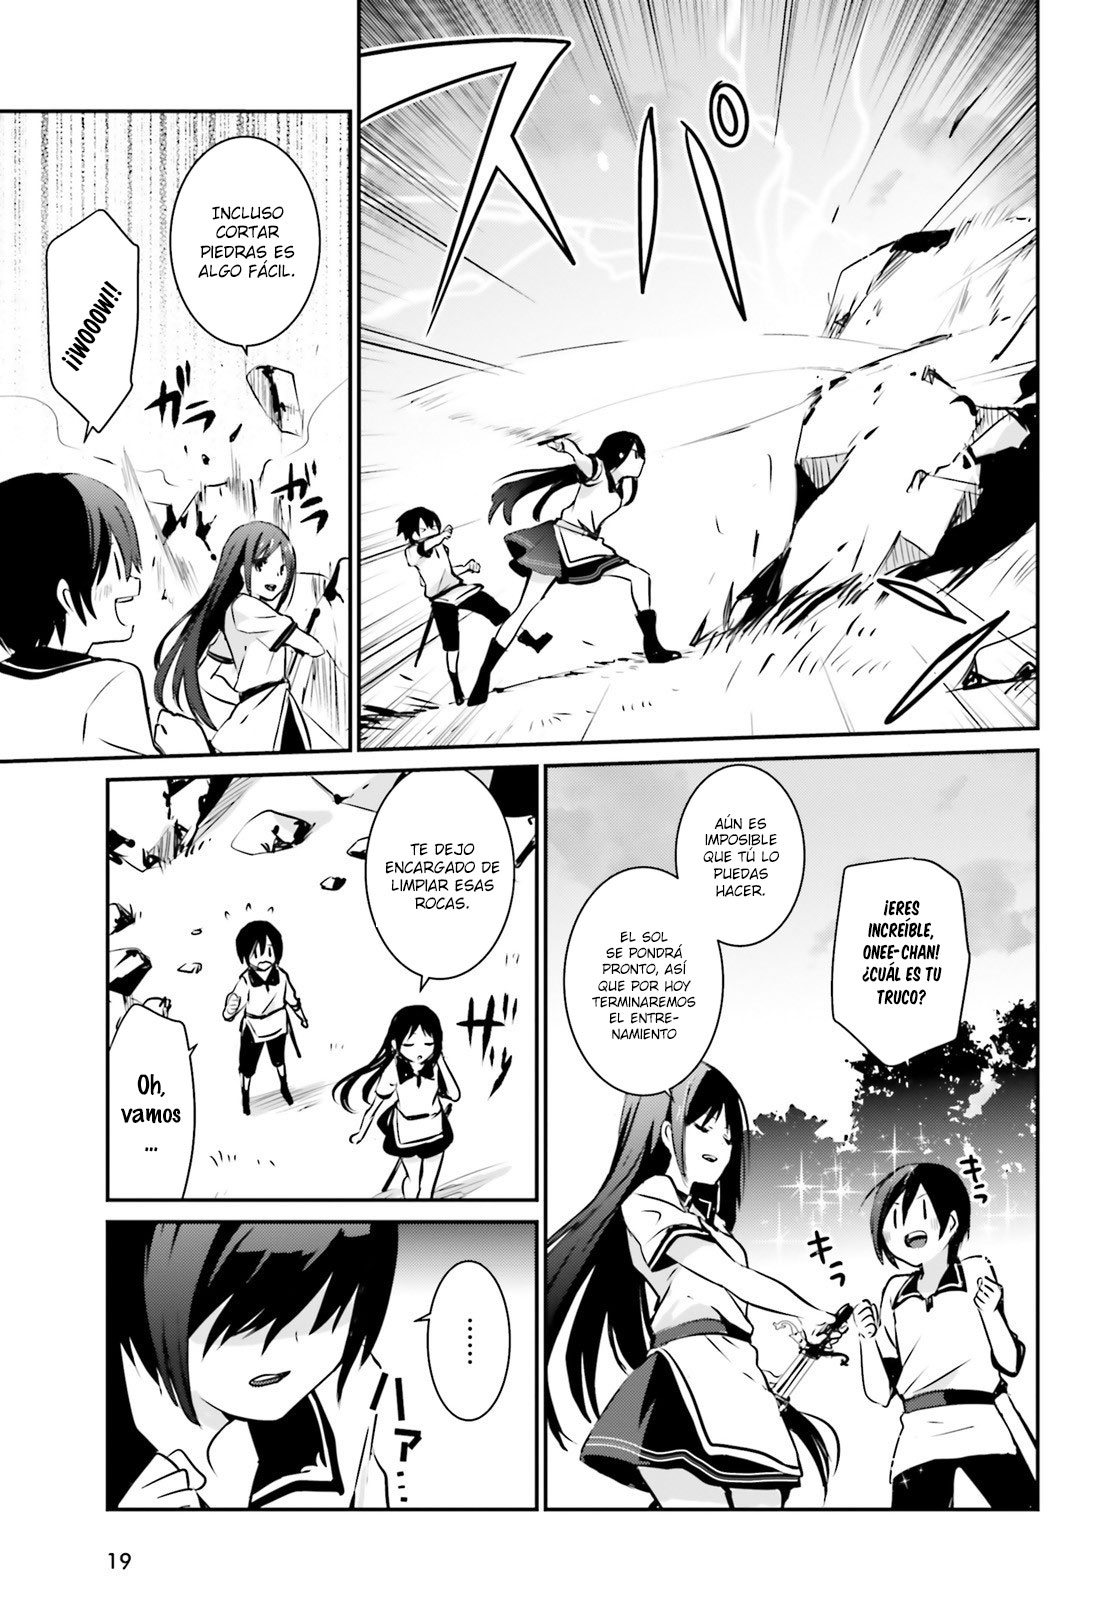 スパッ
INCLUSO
CORTAR
PIEDRAS ES
ALGO FÁCIL.
¡¡WOOOW!!
ガラ
ガラ
¡ERES
INCREÍBLE,
ONEE-CHAN!
¿CUÁL ES TU
TRUCO?
AÚN ES
IMPOSIBLE
QUE TÚ LO
PUEDAS
HACER.
EL SOL
SE PONDRÁ
PRONTO, ASÍ
QUE POR HOY
TERMINAREMOS
EL ENTRE-
NAMIENTO
キラ
キラ
TE DEJO
ENCARGADO DE
LIMPIAR ESAS
ROCAS.
Oh,
vamos
...
......
ハァ…
19